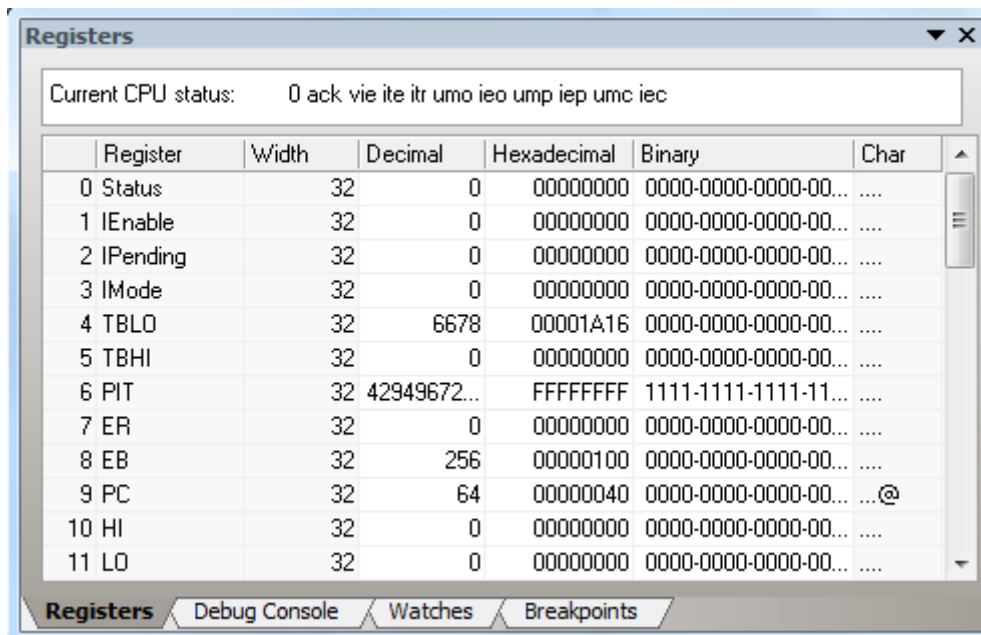 Registers
Current CPU status: 0 ack vie ite itr umo ieo ump iep umc iec
Register Width Decimal Hexadecimal Binary Char
0 Status 32 0 00000000 0000-0000-0000-00... ....
1 IEnable 32 0 00000000 0000-0000-0000-00... ....
2 IPending 32 0 00000000 0000-0000-0000-00... ....
3 IMode 32 0 00000000 0000-0000-0000-00... ....
4 TBLO 32 6678 00001A16 0000-0000-0000-00... ....
5 TBHI 32 0 00000000 0000-0000-0000-00... ....
6 PIT 32 42949672... FFFFFFFF 1111-1111-1111-11... ....
7 ER 32 0 00000000 0000-0000-0000-00... ....
8 EB 32 256 00000100 0000-0000-0000-00... ....
9 PC 32 64 00000040 0000-0000-0000-00... ...@
10 HI 32 0 00000000 0000-0000-0000-00... ....
11 LO 32 0 00000000 0000-0000-0000-00... ....
Registers Debug Console Watches Breakpoints